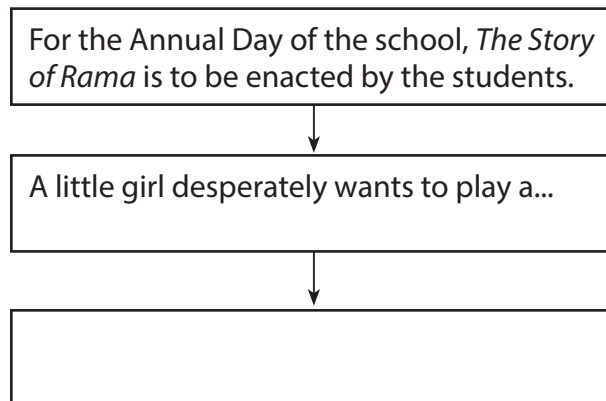 For the Annual Day of the school, The Story
of Rama is to be enacted by the students.
A little girl desperately wants to play a...